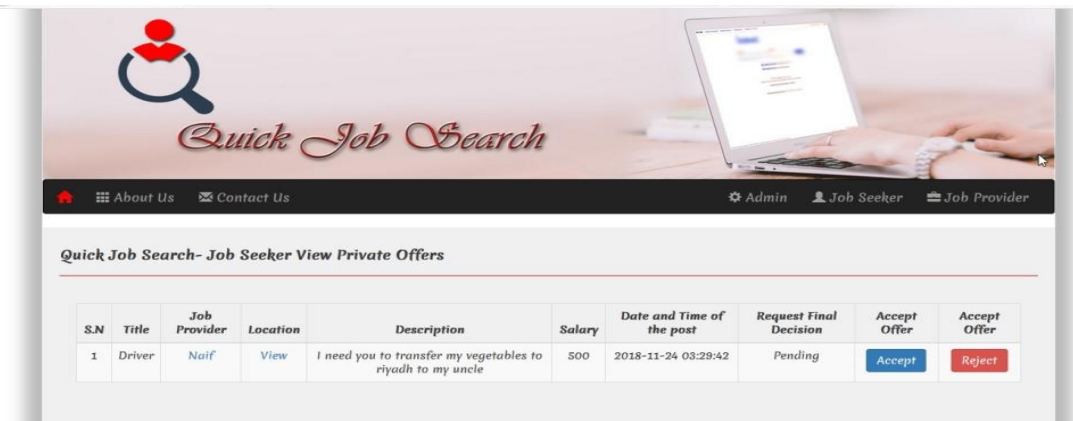 Quick Job Search
About Us Contact Us Admin Job Seeker Job Provider
Quick Job Search- Job Seeker View Private Offers
S.N Title Job Provider Location Description Salary Date and Time of the post Request Final Decision Accept Offer Accept Offer
1 Driver Naif View I need you to transfer my vegetables to riyadh to my uncle 500 2018-11-24 03:29:42 Pending Accept Reject